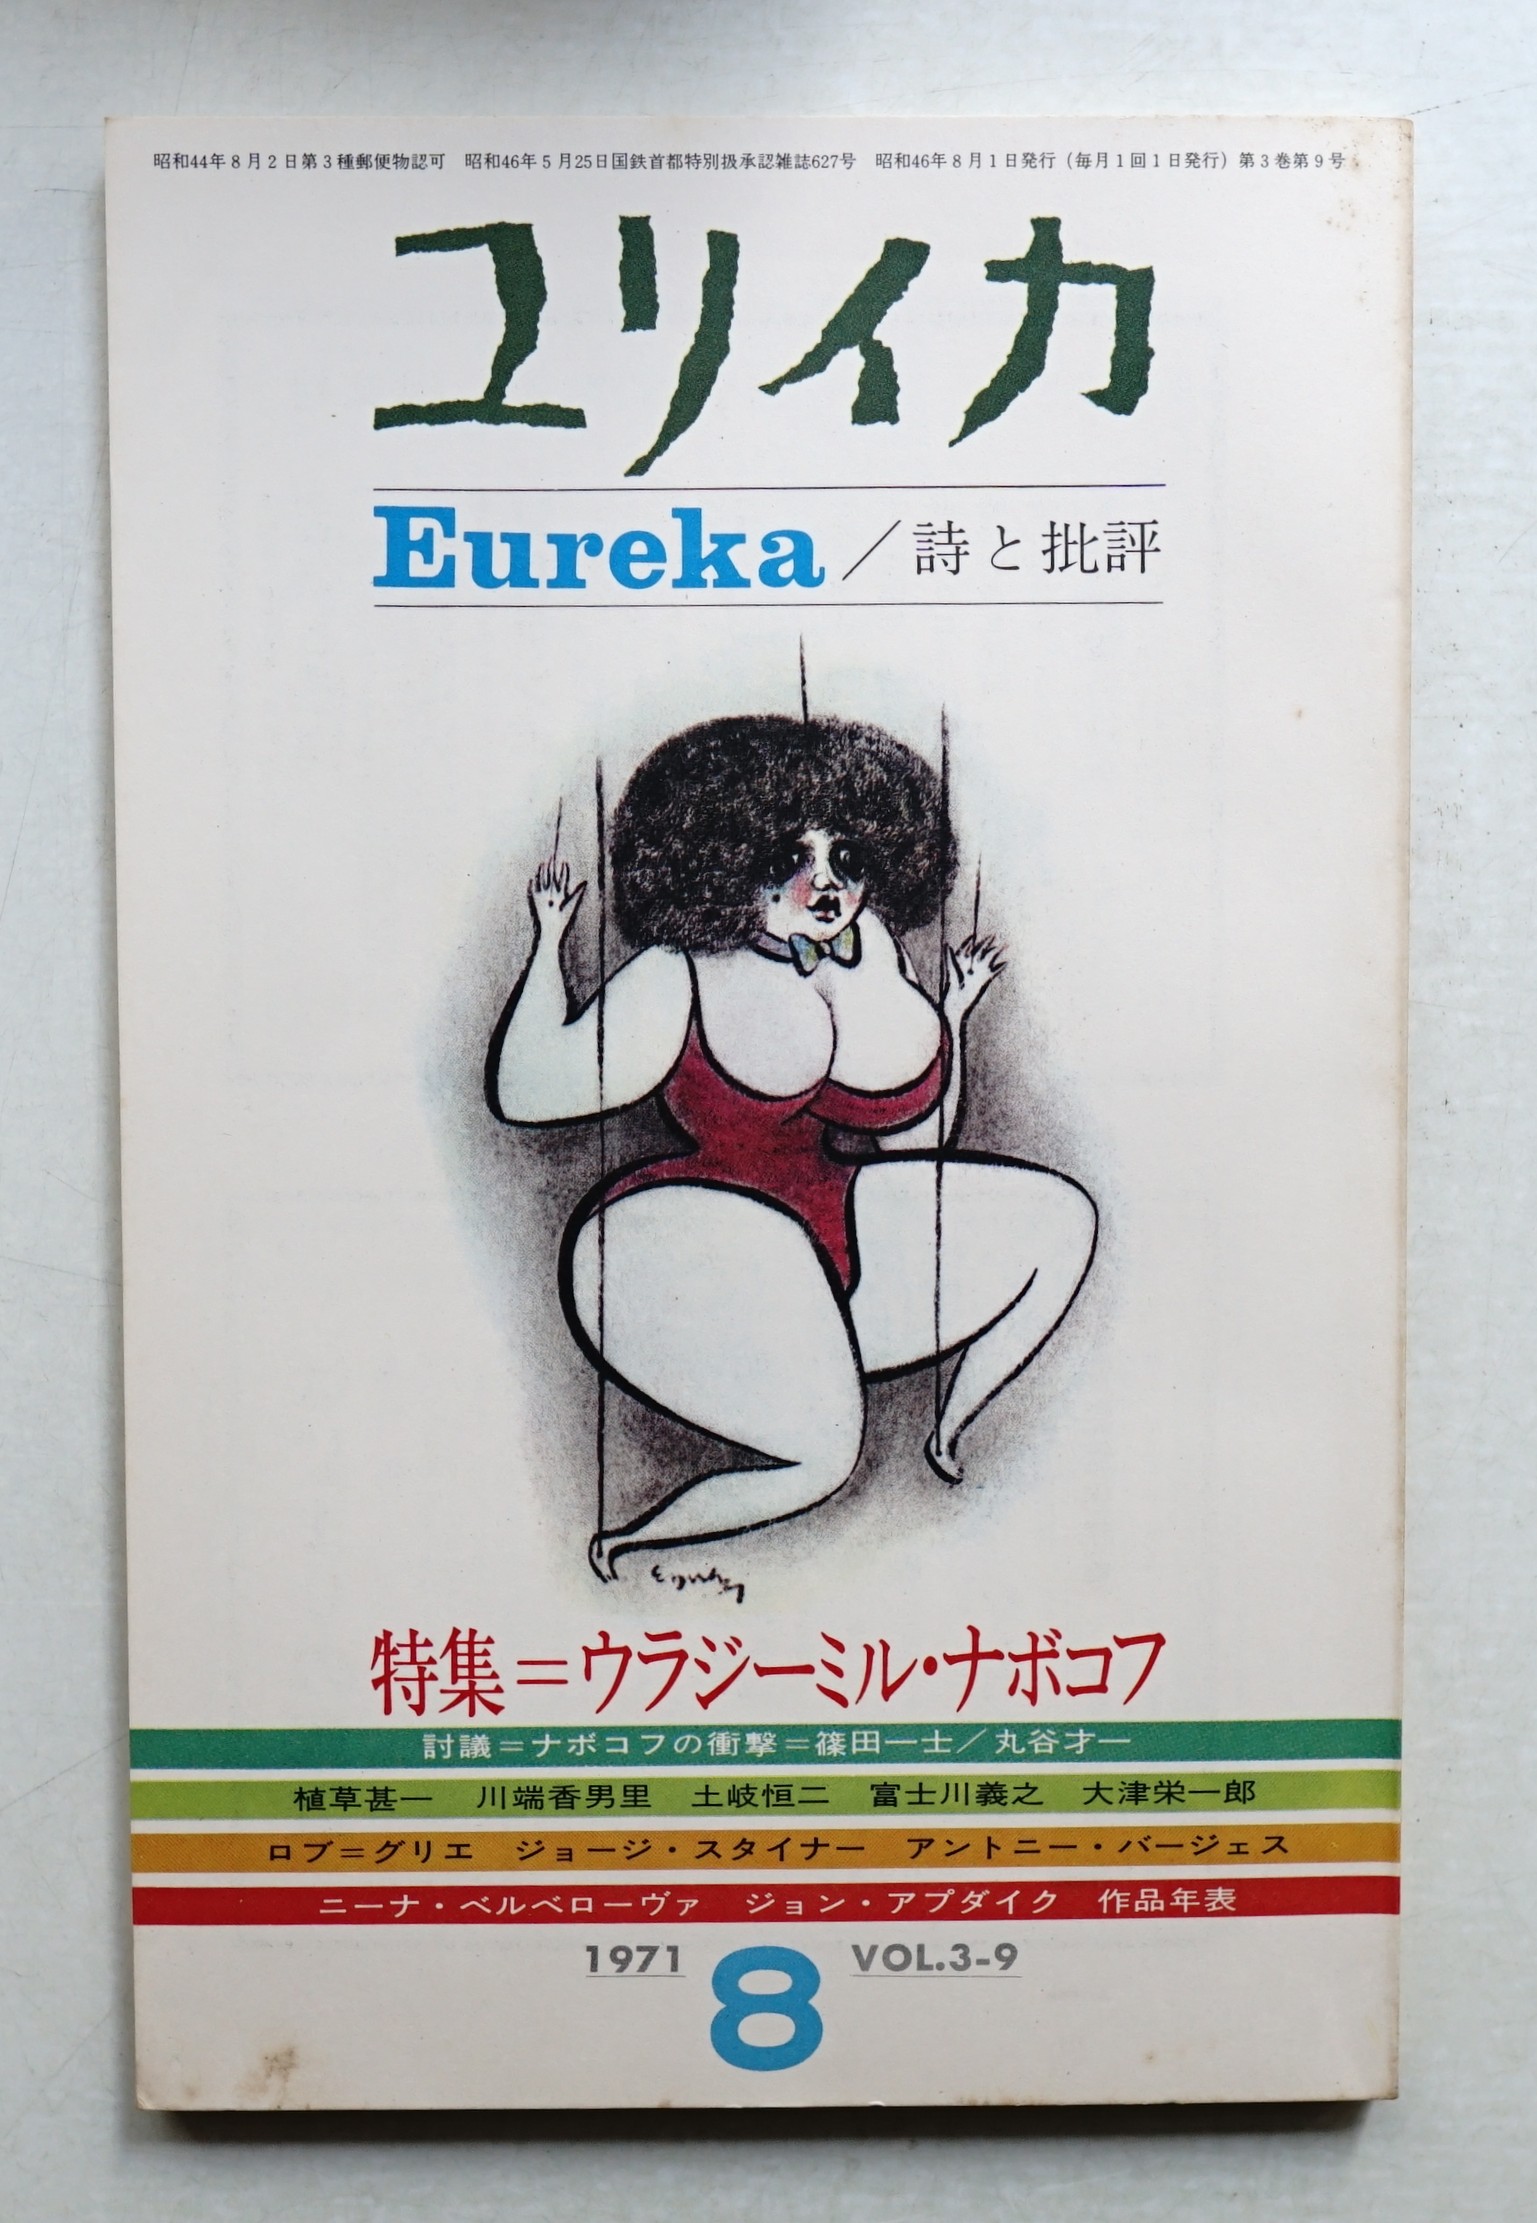 昭和44年8月2日第3種郵便物認可 昭和46年5月25日国鉄首都特別扱承認雑誌627号 昭和46年8月1日発行(毎月1回1日発行)第3巻第9号
ユリイカ
Eureka/詩と批評
特集=ウラジーミル・ナボコフ
討議=ナボコフの衝撃=篠田一士/丸谷才一
植草甚一 川端香男里 土岐恒二 富士川義之 大津栄一郎
ロブ=グリエ ジョージ・スタイナー アントニー・バージェス
ニーナ・ベルベローヴァ ジョン・アプダイク 作品年表
1971 8 VOL.3-9